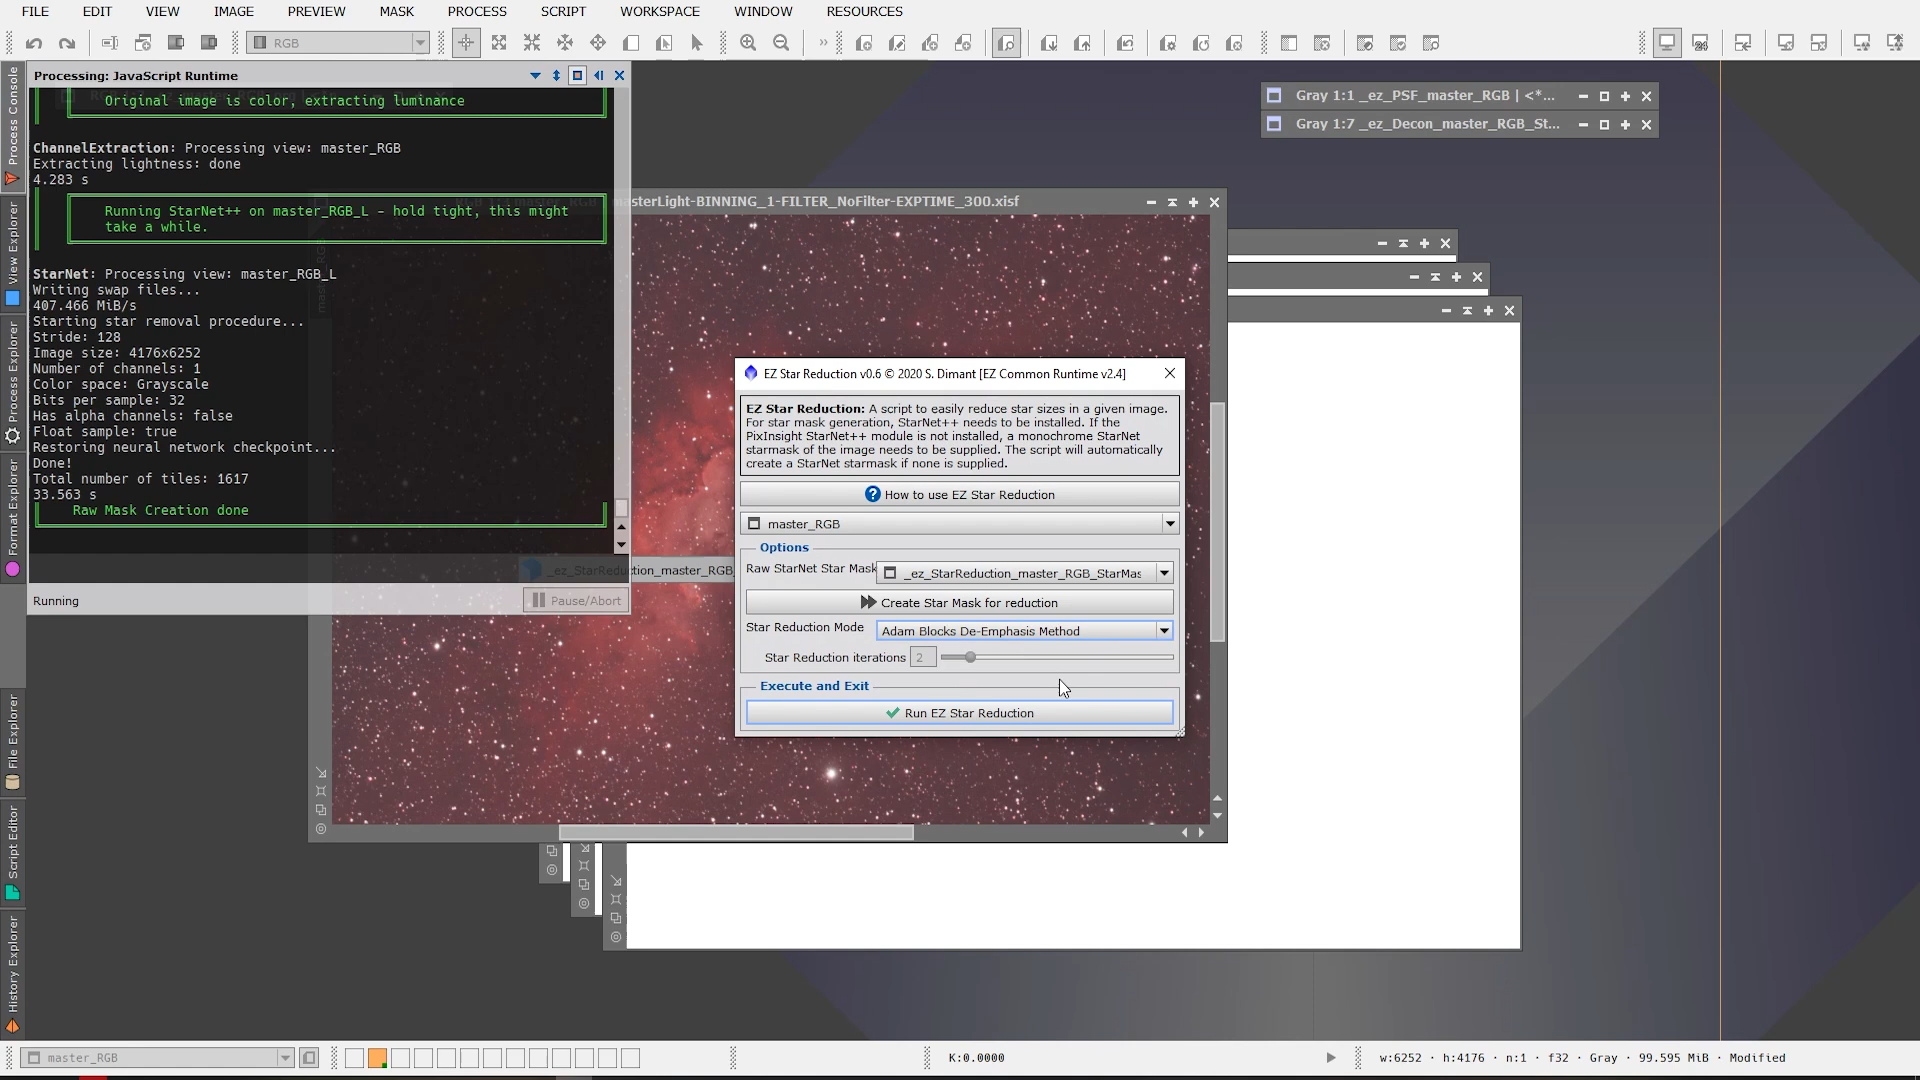 FILE EDIT VIEW IMAGE PREVIEW MASK PROCESS SCRIPT WORKSPACE WINDOW RESOURCES
RGB
Processing: JavaScript Runtime
Original image is color, extracting luminance
ChannelExtraction: Processing view: master_RGB
Extracting lightness: done
4.283 s
Running StarNet++ on master_RGB_L - hold tight, this might
take a while.
StarNet: Processing view: master_RGB_L
Writing swap files...
407.466 MiB/s
Starting star removal procedure...
Stride: 128
Image size: 4176x6252
Number of channels: 1
Color space: Grayscale
Bits per sample: 32
Has alpha channels: false
Float sample: true
Restoring neural network checkpoint...
Done!
Total number of tiles: 1617
33.563 s
Raw Mask Creation done
_ez_StarReduction_master_RGB_
Running
Pause/Abort
Process Console
View Explorer
Process Explorer
Format Explorer
File Explorer
Script Editor
History Explorer
Gray 1:1 _ez_PSF_master_RGB | <*...
Gray 1:7 _ez_Decon_master_RGB_St...
asterLight-BINNING_1-FILTER_NoFilter-EXPTIME_300.xisf
EZ Star Reduction v0.6 © 2020 S. Dimant [EZ Common Runtime v2.4]
EZ Star Reduction: A script to easily reduce star sizes in a given image.
For star mask generation, StarNet++ needs to be installed. If the
PixInsight StarNet++ module is not installed, a monochrome StarNet
starmask of the image needs to be supplied. The script will automatically
create a StarNet starmask if none is supplied.
How to use EZ Star Reduction
master_RGB
Options
Raw StarNet Star Mask _ez_StarReduction_master_RGB_StarMas
Create Star Mask for reduction
Star Reduction Mode Adam Blocks De-Emphasis Method
Star Reduction iterations 2
Execute and Exit
Run EZ Star Reduction
master_RGB
K:0.0000
w:6252 · h:4176 · n:1 · f32 · Gray · 99.595 MiB · Modified